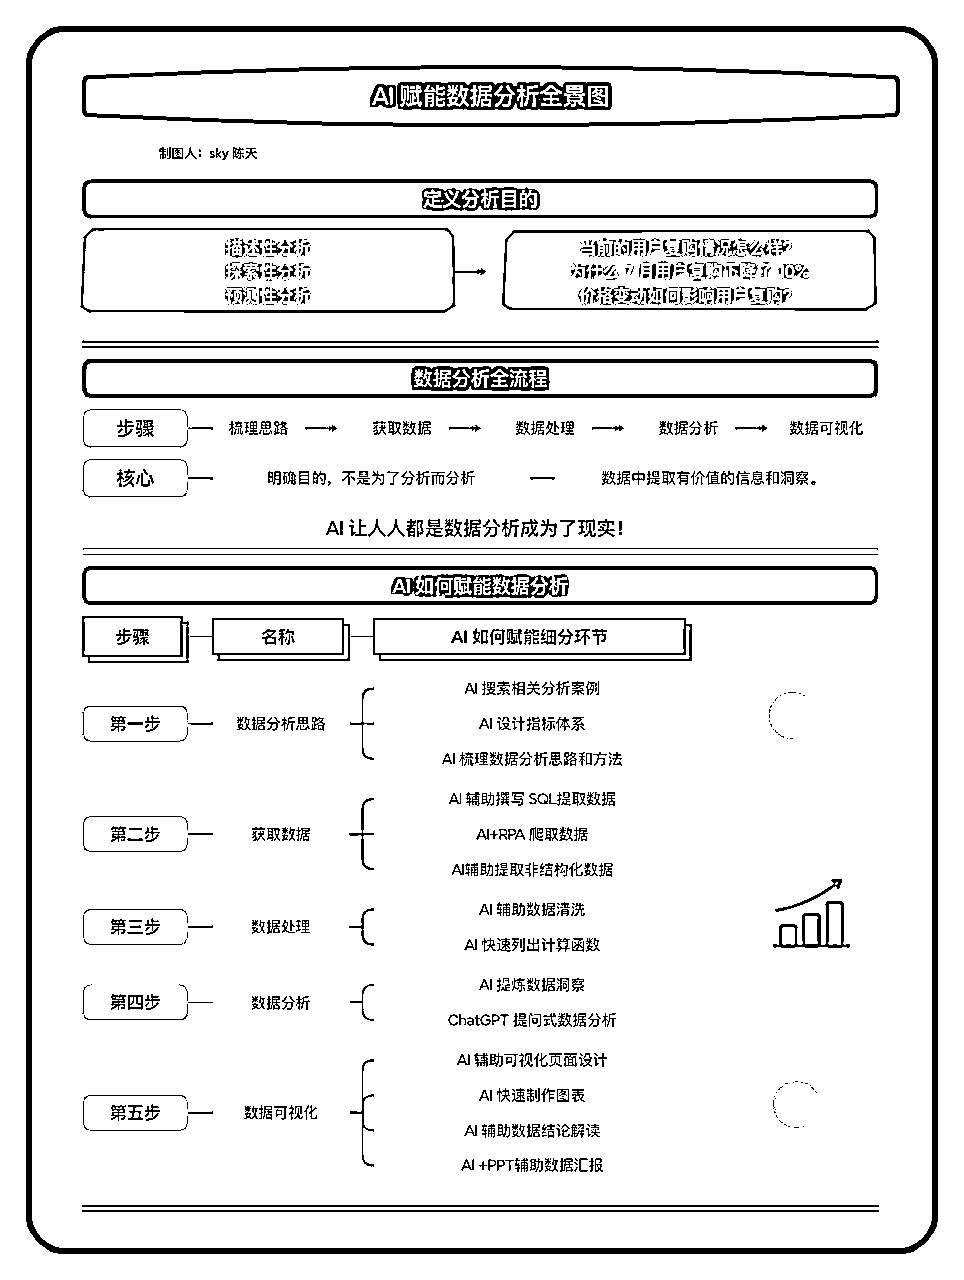 AI 赋能数据分析全景图
制图人：sky 陈天
定义分析目的
描述性分析
探索性分析
预测性分析
当前的用户复购情况怎么样？
为什么 7 月用户复购下降了 10%
价格变动如何影响用户复购？
数据分析全流程
步骤 梳理思路 获取数据 数据处理 数据分析 数据可视化
核心 明确目的，不是为了分析而分析 数据中提取有价值的信息和洞察。
AI 让人人都是数据分析成为了现实！
AI 如何赋能数据分析
步骤 名称 AI 如何赋能细分环节
第一步 数据分析思路
AI 搜索相关分析案例
AI 设计指标体系
AI 梳理数据分析思路和方法
第二步 获取数据
AI 辅助撰写 SQL提取数据
AI+RPA 爬取数据
AI辅助提取非结构化数据
第三步 数据处理
AI 辅助数据清洗
AI 快速列出计算函数
第四步 数据分析
AI 提炼数据洞察
ChatGPT 提问式数据分析
第五步 数据可视化
AI 辅助可视化页面设计
AI 快速制作图表
AI 辅助数据结论解读
AI +PPT辅助数据汇报